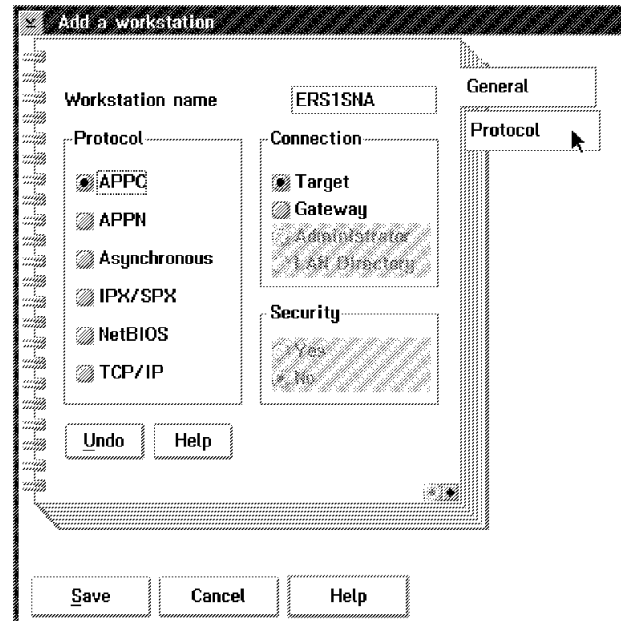 Add a workstation
General
Workstation name ERS1SNA
Protocol
Protocol
Connection
APPC
Target
APPN
Gateway
Administrator
Asynchronous
LAN Directory
IPX/SPX
Security
NetBIOS
Yes
TCP/IP
No
Undo Help
Save Cancel Help